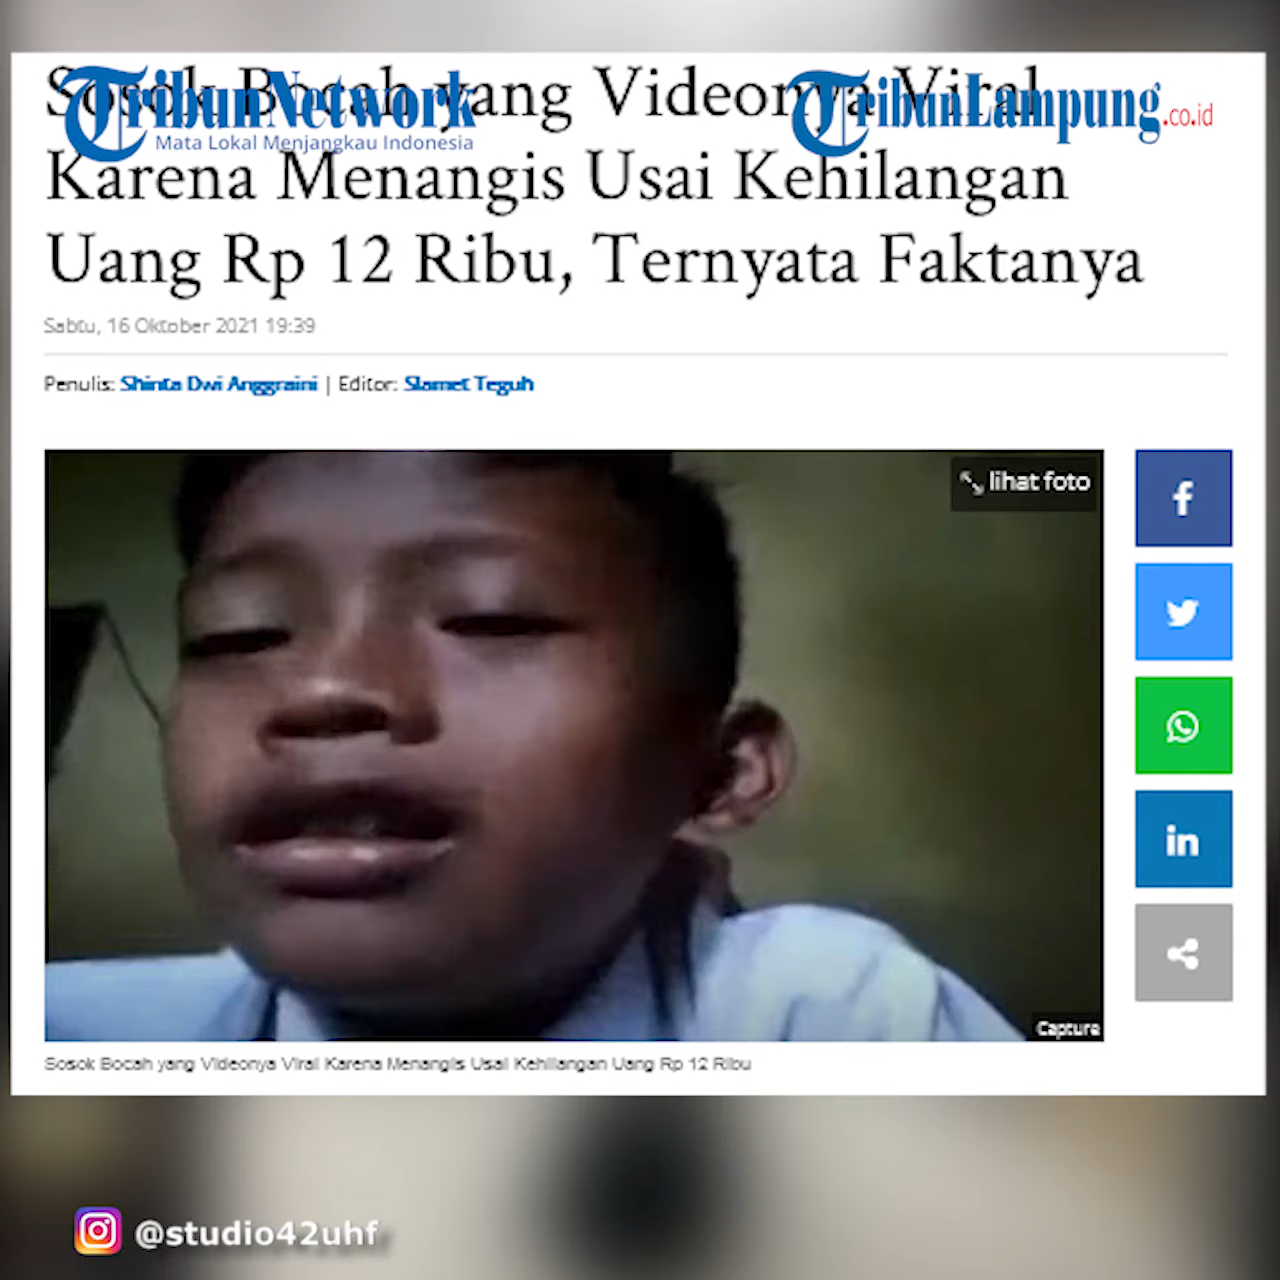 Sosok Bocah yang Videonya Viral
TribunNetwork
Mata Lokal Menjangkau Indonesia
TribunLampung.co.id
Karena Menangis Usai Kehilangan
Uang Rp 12 Ribu, Ternyata Faktanya
Sabtu, 16 Oktober 2021 19:39
Penulis: Shinta Dwi Anggraini | Editor: Slamet Teguh
lihat foto
f
in
Capture
Sosok Bocah yang Videonya Viral Karena Menangis Usai Kehilangan Uang Rp 12 Ribu
@studio42uhf